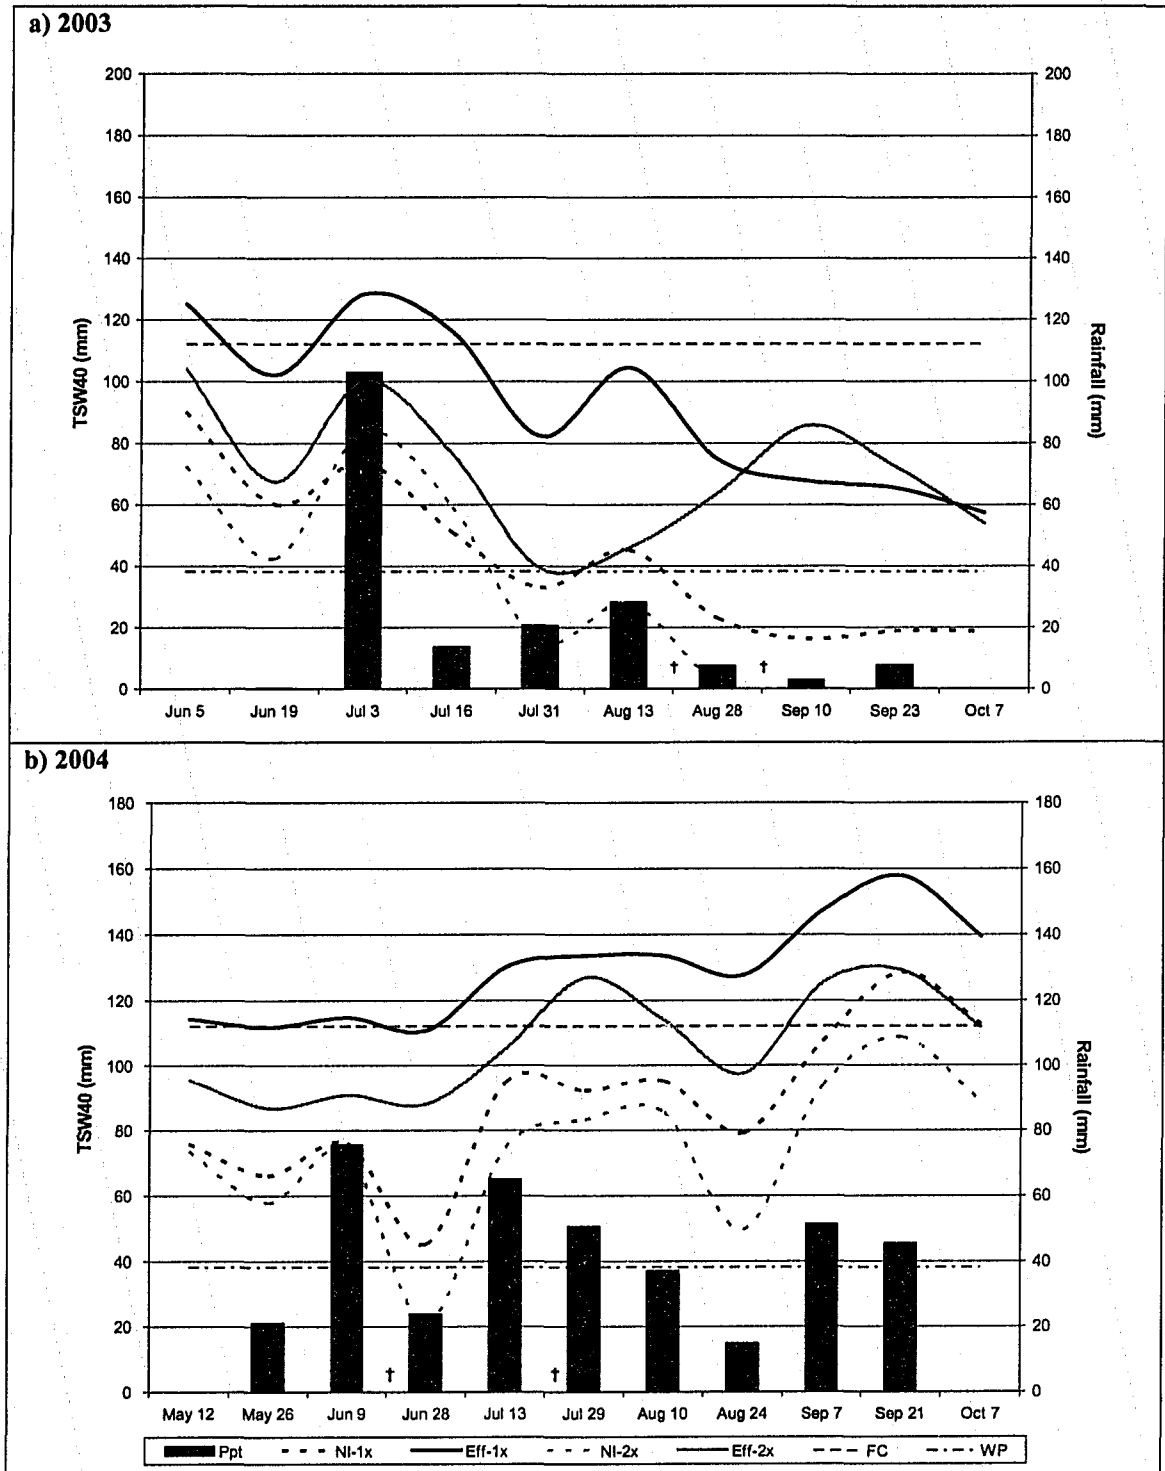 a) 2003
200 200
180 180
160 160
140 140
120 120
100 100
80 80
60 60
40 40
20 20
0 0
TSW40 (mm)
Rainfall (mm)
† †
Jun 5 Jun 19 Jul 3 Jul 16 Jul 31 Aug 13 Aug 28 Sep 10 Sep 23 Oct 7
b) 2004
180 180
160 160
140 140
120 120
100 100
80 80
60 60
40 40
20 20
0 0
TSW40 (mm)
Rainfall (mm)
† †
May 12 May 26 Jun 9 Jun 28 Jul 13 Jul 29 Aug 10 Aug 24 Sep 7 Sep 21 Oct 7
Ppt NI-1x Eff-1x NI-2x Eff-2x FC WP